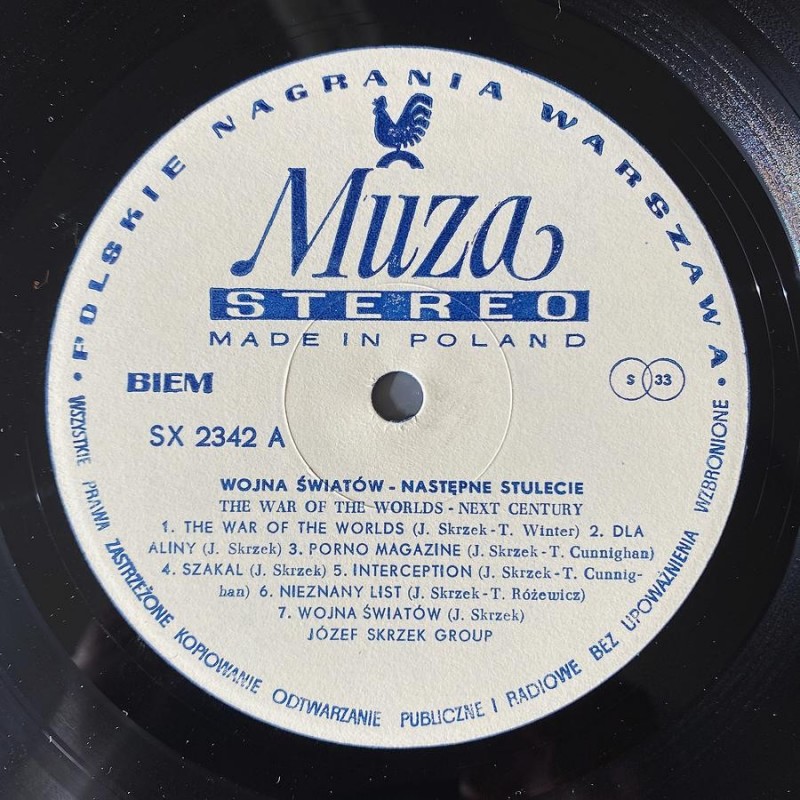 • POLSKIE NAGRANIA WARSZAWA •
Muza
STEREO
MADE IN POLAND
BIEM
S 33
SX 2342 A
WOJNA ŚWIATÓW - NASTĘPNE STULECIE
THE WAR OF THE WORLDS - NEXT CENTURY
1. THE WAR OF THE WORLDS (J. Skrzek - T. Winter) 2. DLA
ALINY (J. Skrzek) 3. PORNO MAGAZINE (J. Skrzek - T. Cunnighan)
4. SZAKAL (J. Skrzek) 5. INTERCEPTION (J. Skrzek - T. Cunnig-
han) 6. NIEZNANY LIST (J. Skrzek - T. Różewicz)
7. WOJNA ŚWIATÓW (J. Skrzek)
JÓZEF SKRZEK GROUP
WSZYSTKIE PRAWA ZASTRZEŻONE KOPIOWANIE ODTWARZANIE PUBLICZNE I RADIOWE BEZ UPOWAŻNIENIA WZBRONIONE